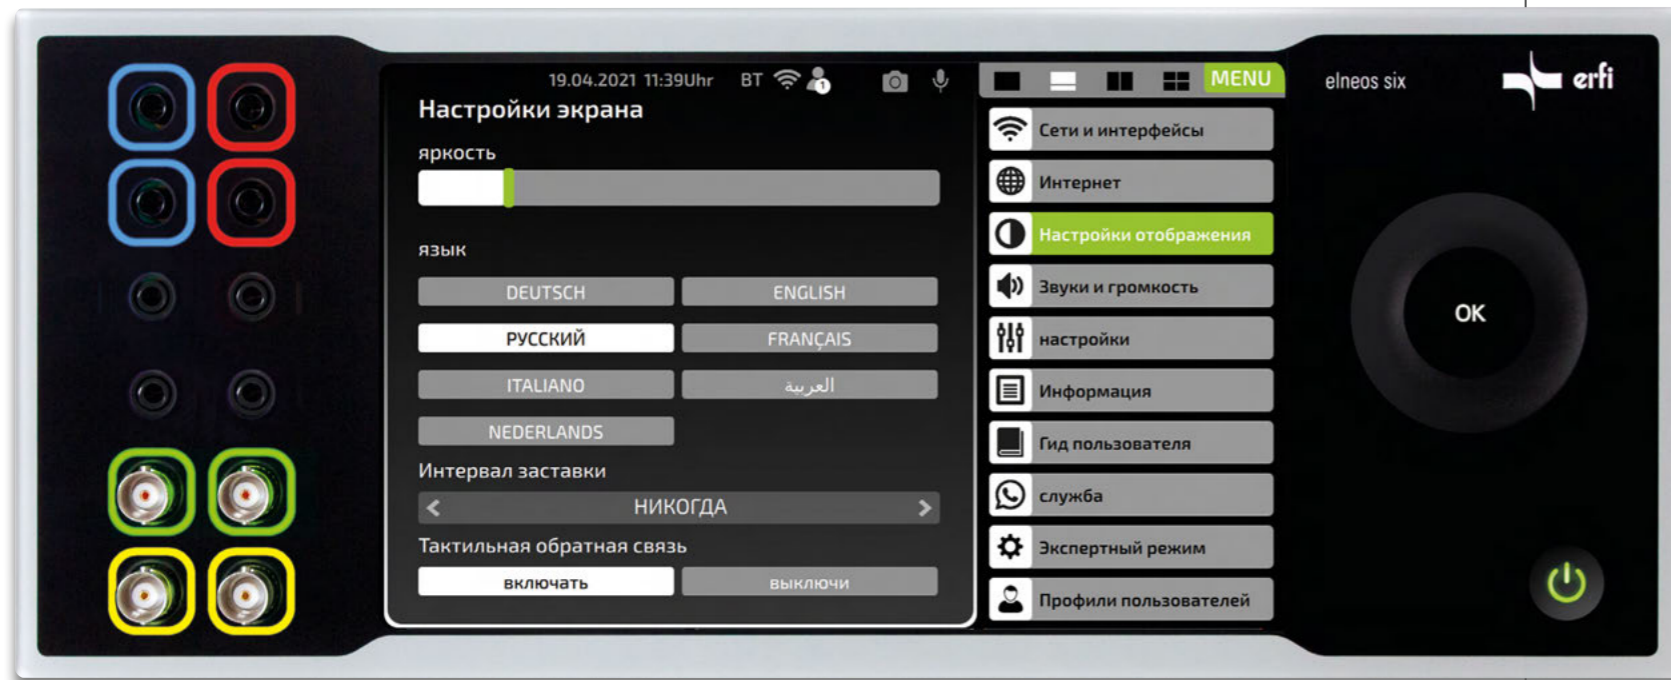 19.04.2021 11:39Uhr BT 1
Настройки экрана
яркость
язык
DEUTSCH ENGLISH
РУССКИЙ FRANÇAIS
ITALIANO العربية
NEDERLANDS
Интервал заставки
НИКОГДА
Тактильная обратная связь
включать выключи
MENU
Сети и интерфейсы
Интернет
Настройки отображения
Звуки и громкость
настройки
Информация
Гид пользователя
служба
Экспертный режим
Профили пользователей
elneos six erfi
OK